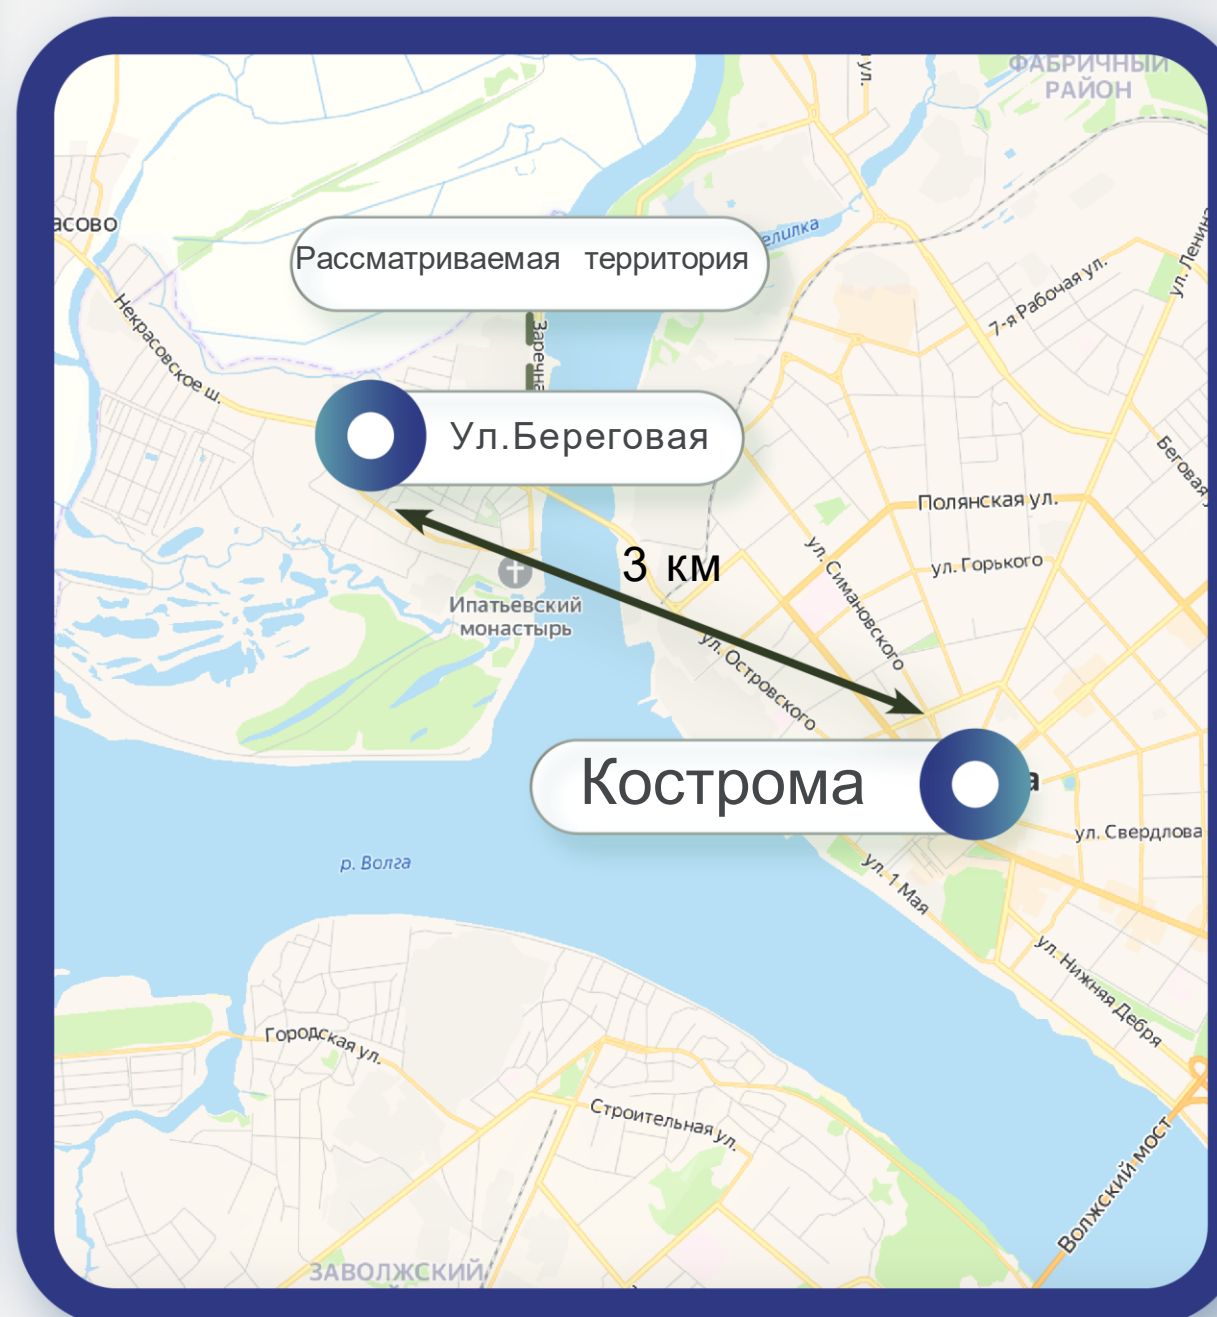 ФАБРИЧНЫЙ
РАЙОН
ул.
асово
елилка
Рассматриваемая территория
ул. Ленина
7-я Рабочая ул.
Некрасовское ш.
Заречна
Ул.Береговая
Беговая
Полянская ул.
3 км
ул. Горького
ул. Симановского
Ипатьевский
монастырь
ул. Островского
Кострома
а
ул. Свердлова
р. Волга
ул. 1 Мая
ул. Нижняя Дебря
Городская ул.
Строительная ул.
Волжский мост
ЗАВОЛЖСКИЙ